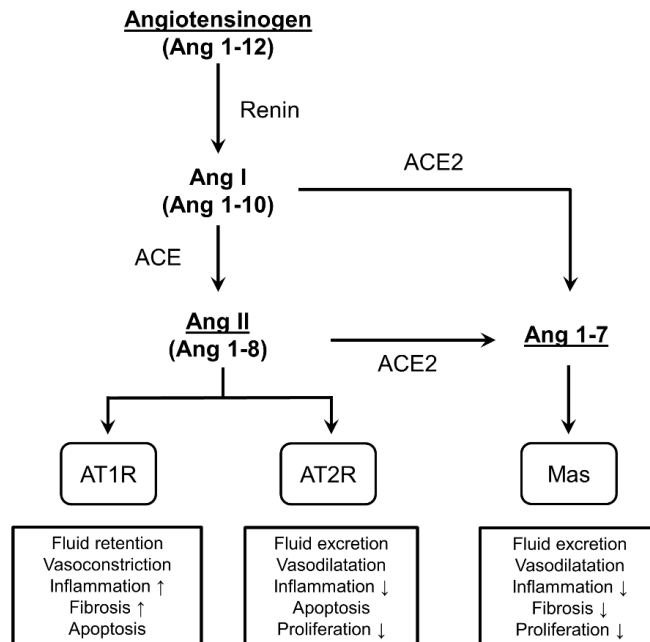 Angiotensinogen
(Ang 1-12)
Renin
ACE2
Ang I
(Ang 1-10)
ACE
Ang II
(Ang 1-8)
ACE2
Ang 1-7
AT1R
AT2R
Mas
Fluid retention
Vasoconstriction
Inflammation ↑
Fibrosis ↑
Apoptosis
Fluid excretion
Vasodilatation
Inflammation ↓
Apoptosis
Proliferation ↓
Fluid excretion
Vasodilatation
Inflammation ↓
Fibrosis ↓
Proliferation ↓